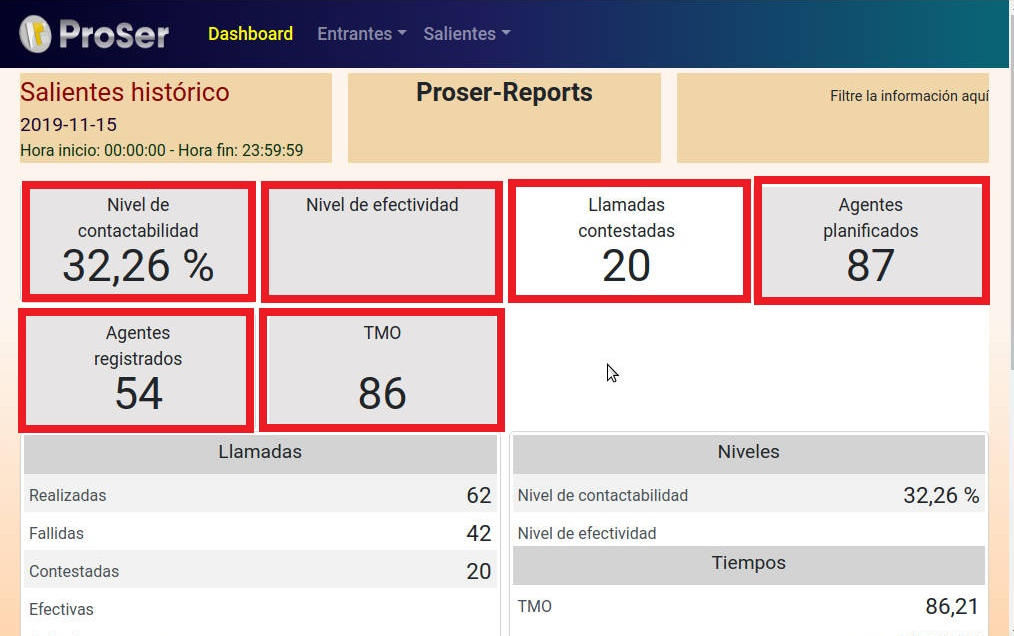 ProSer Dashboard Entrantes Salientes
Salientes histórico
2019-11-15
Hora inicio: 00:00:00 - Hora fin: 23:59:59
Proser-Reports
Filtre la información aquí
Nivel de
contactabilidad
32,26 %
Nivel de efectividad
Llamadas
contestadas
20
Agentes
planificados
87
Agentes
registrados
54
TMO
86
Llamadas
Realizadas 62
Fallidas 42
Contestadas 20
Efectivas
Niveles
Nivel de contactabilidad 32,26 %
Nivel de efectividad
Tiempos
TMO 86,21